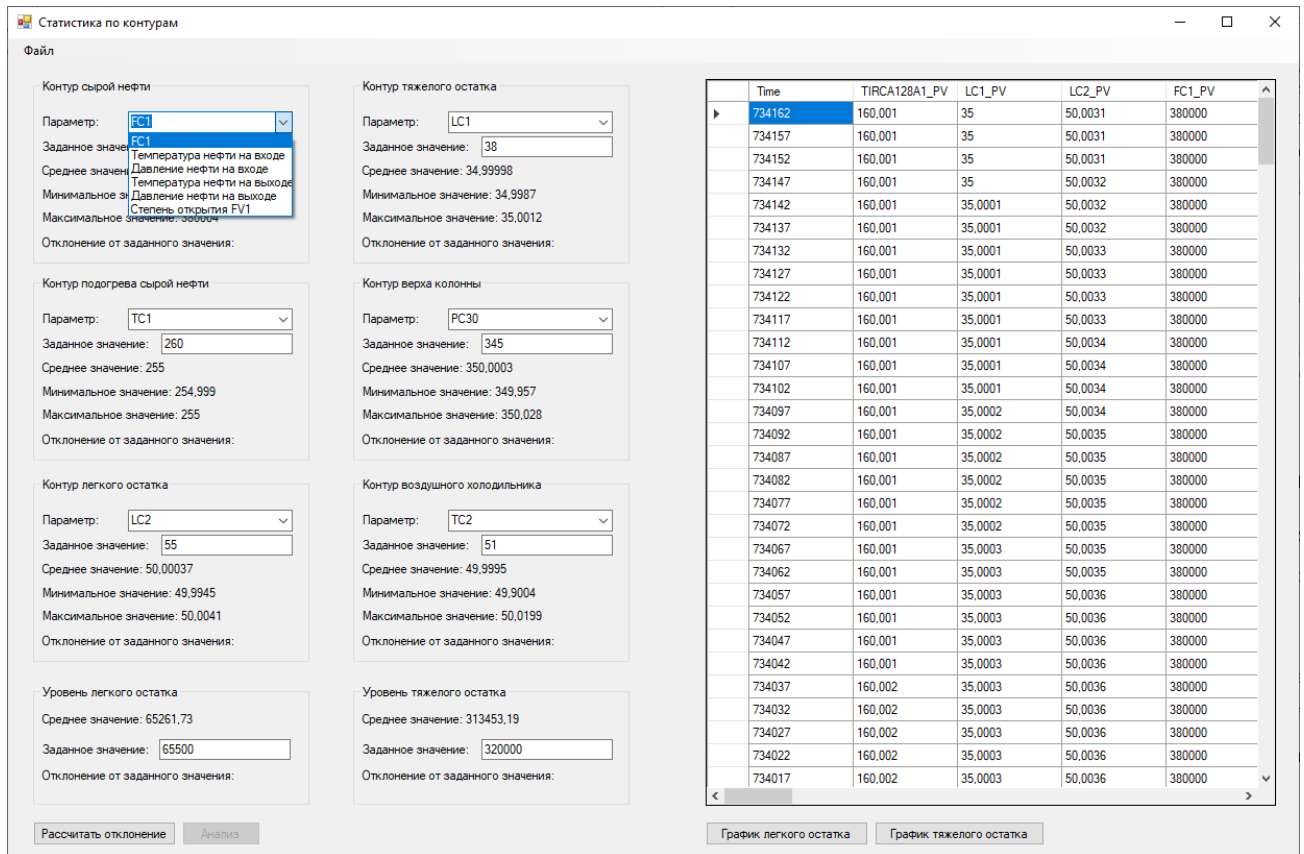 Статистика по контурам
Файл
Контур сырой нефти
Параметр: FC1
FC1
Температура нефти на входе
Давление нефти на входе
Температура нефти на выходе
Давление нефти на выходе
Степень открытия FV1
Заданное
Среднее
Минимальное
Максимальное значение: 380004
Отклонение от заданного значения:
Контур тяжелого остатка
Параметр: LC1
Заданное значение: 38
Среднее значение: 34,99998
Минимальное значение: 34,9987
Максимальное значение: 35,0012
Отклонение от заданного значения:
Контур подогрева сырой нефти
Параметр: TC1
Заданное значение: 260
Среднее значение: 255
Минимальное значение: 254,999
Максимальное значение: 255
Отклонение от заданного значения:
Контур верха колонны
Параметр: PC30
Заданное значение: 345
Среднее значение: 350,0003
Минимальное значение: 349,957
Максимальное значение: 350,028
Отклонение от заданного значения:
Контур легкого остатка
Параметр: LC2
Заданное значение: 55
Среднее значение: 50,00037
Минимальное значение: 49,9945
Максимальное значение: 50,0041
Отклонение от заданного значения:
Контур воздушного холодильника
Параметр: TC2
Заданное значение: 51
Среднее значение: 49,9995
Минимальное значение: 49,9004
Максимальное значение: 50,0199
Отклонение от заданного значения:
Уровень легкого остатка
Среднее значение: 65261,73
Заданное значение: 65500
Отклонение от заданного значения:
Уровень тяжелого остатка
Среднее значение: 313453,19
Заданное значение: 320000
Отклонение от заданного значения:
Рассчитать отклонение Анализ
Time TIRCA128A1_PV LC1_PV LC2_PV FC1_PV
734162 160,001 35 50,0031 380000
734157 160,001 35 50,0031 380000
734152 160,001 35 50,0031 380000
734147 160,001 35 50,0032 380000
734142 160,001 35,0001 50,0032 380000
734137 160,001 35,0001 50,0032 380000
734132 160,001 35,0001 50,0033 380000
734127 160,001 35,0001 50,0033 380000
734122 160,001 35,0001 50,0033 380000
734117 160,001 35,0001 50,0033 380000
734112 160,001 35,0001 50,0034 380000
734107 160,001 35,0001 50,0034 380000
734102 160,001 35,0001 50,0034 380000
734097 160,001 35,0002 50,0034 380000
734092 160,001 35,0002 50,0035 380000
734087 160,001 35,0002 50,0035 380000
734082 160,001 35,0002 50,0035 380000
734077 160,001 35,0002 50,0035 380000
734072 160,001 35,0002 50,0035 380000
734067 160,001 35,0003 50,0035 380000
734062 160,001 35,0003 50,0035 380000
734057 160,001 35,0003 50,0036 380000
734052 160,001 35,0003 50,0036 380000
734047 160,001 35,0003 50,0036 380000
734042 160,001 35,0003 50,0036 380000
734037 160,002 35,0003 50,0036 380000
734032 160,002 35,0003 50,0036 380000
734027 160,002 35,0003 50,0036 380000
734022 160,002 35,0003 50,0036 380000
734017 160,002 35,0003 50,0036 380000
График легкого остатка График тяжелого остатка